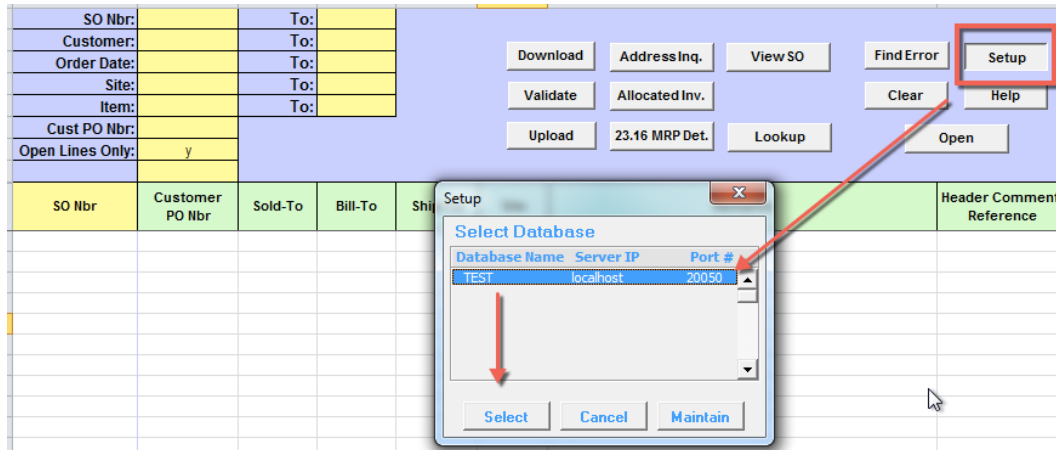 SO Nbr: To:
Customer: To:
Order Date: To:
Site: To:
Item: To:
Cust PO Nbr:
Open Lines Only: y
Download Address Inq. View SO Find Error Setup
Validate Allocated Inv. Clear Help
Upload 23.16 MRP Det. Lookup Open
SO Nbr Customer PO Nbr Sold-To Bill-To Ship Header Comment Reference
Setup
Select Database
Database Name Server IP Port #
TEST localhost 20050
Select Cancel Maintain